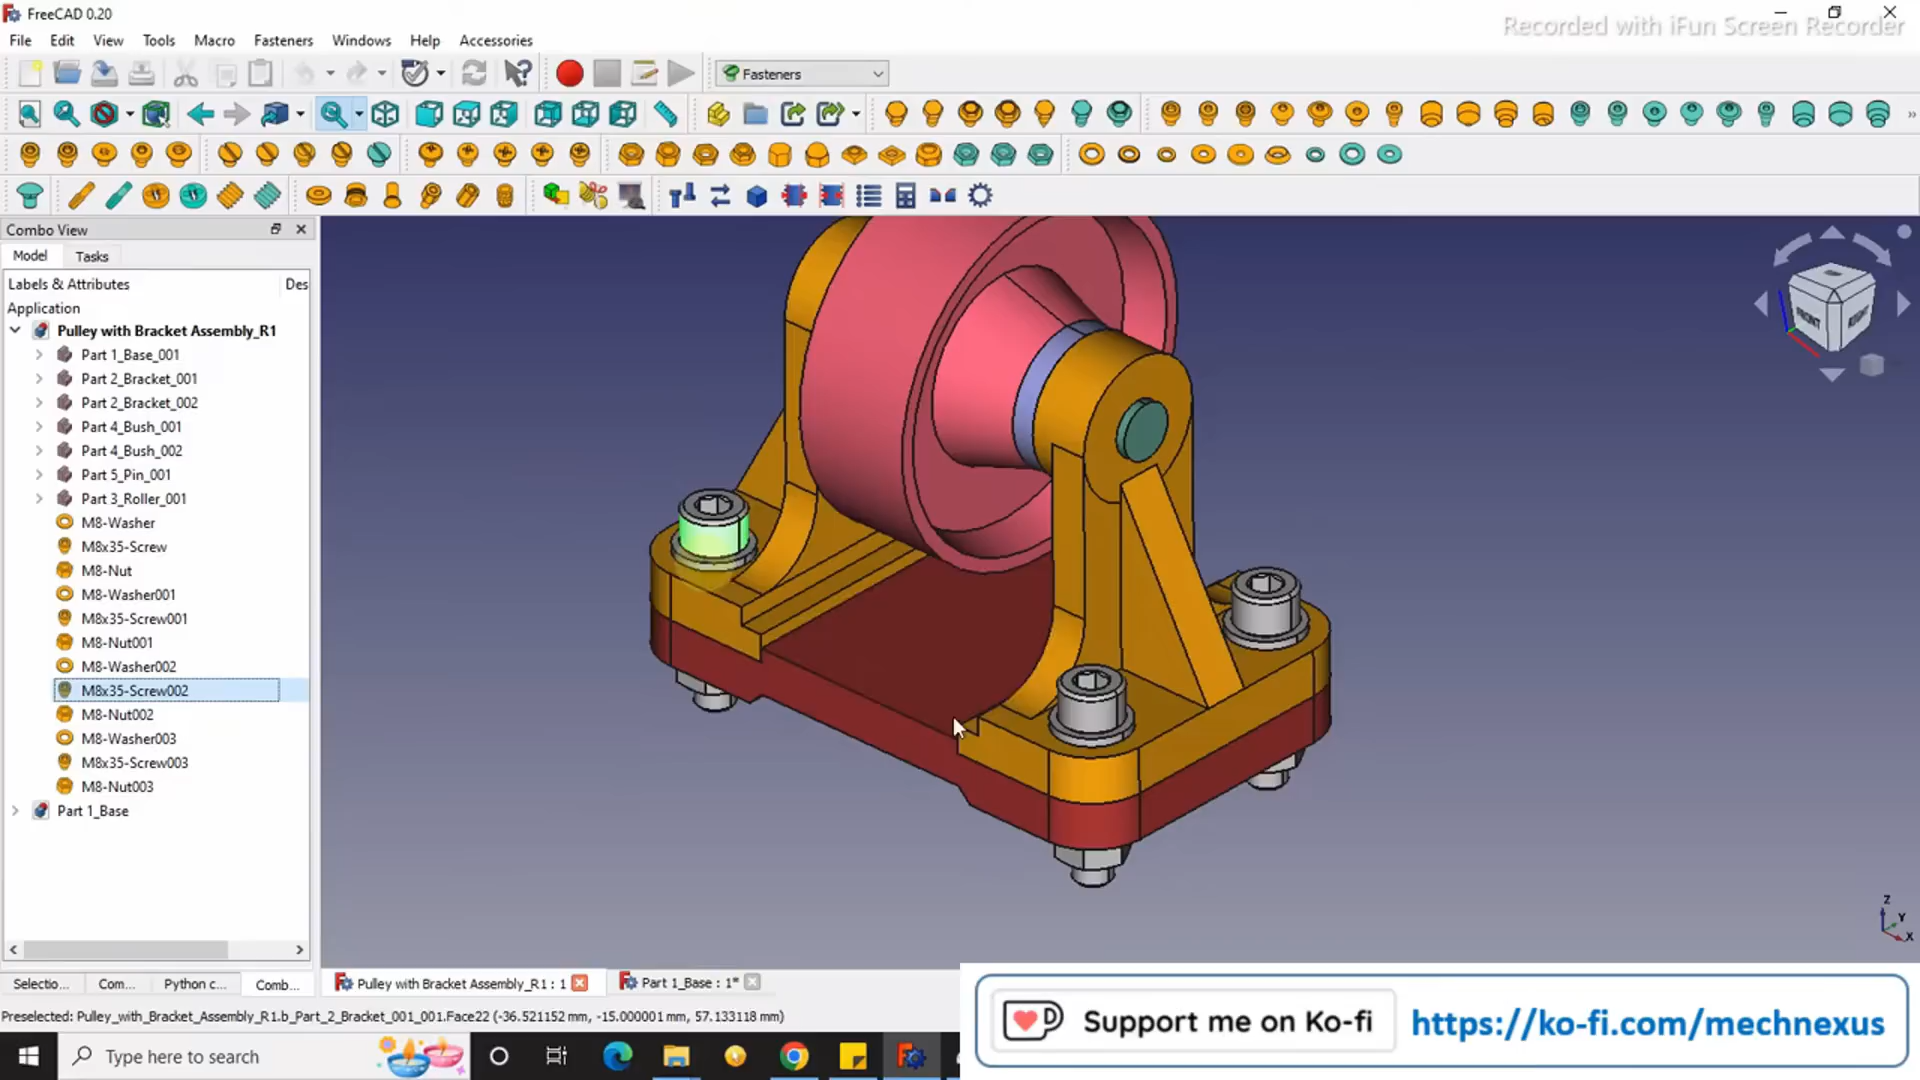 FreeCAD 0.20
Recorded with iFun Screen Recorder
File Edit View Tools Macro Fasteners Windows Help Accessories
Fasteners
»
Combo View
Model Tasks
Labels & Attributes Des
Application
Pulley with Bracket Assembly_R1
Part 1_Base_001
Part 2_Bracket_001
Part 2_Bracket_002
Part 4_Bush_001
Part 4_Bush_002
Part 5_Pin_001
Part 3_Roller_001
M8-Washer
M8x35-Screw
M8-Nut
M8-Washer001
M8x35-Screw001
M8-Nut001
M8-Washer002
M8x35-Screw002
M8-Nut002
M8-Washer003
M8x35-Screw003
M8-Nut003
Part 1_Base
FRONT RIGHT
Z
Y
X
Selectio... Com... Python c... Comb...
Pulley with Bracket Assembly_R1 : 1
Part 1_Base : 1*
Preselected: Pulley_with_Bracket_Assembly_R1.b_Part_2_Bracket_001_001.Face22 (-36.521152 mm, -15.000001 mm, 57.133118 mm)
Type here to search
Support me on Ko-fi
https://ko-fi.com/mechnexus